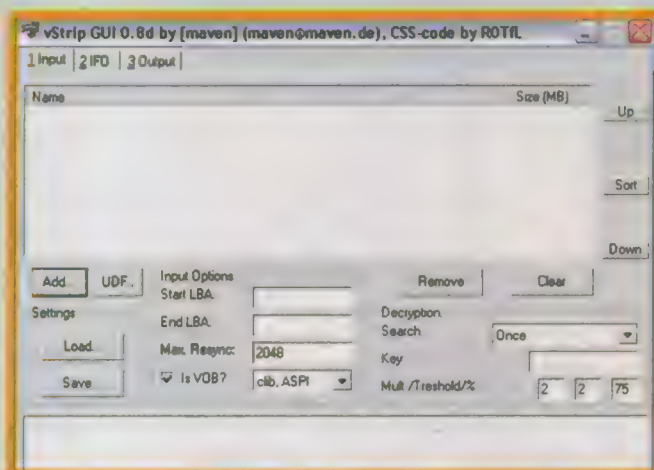 vStrip GUI 0.8d by [maven] (maven@maven.de), CSS-code by R0TfL
1 Input 2 IFO 3 Output
Name Size (MB)
Up
Sort
Down
Add... UDF... Input Options Remove Clear
Start LBA:
Settings Decryption
End LBA: Search Once
Load... Max. Resync: 2048 Key
Save... Is VOB? clib, ASPI Mult /Treshold/% 2 2 75